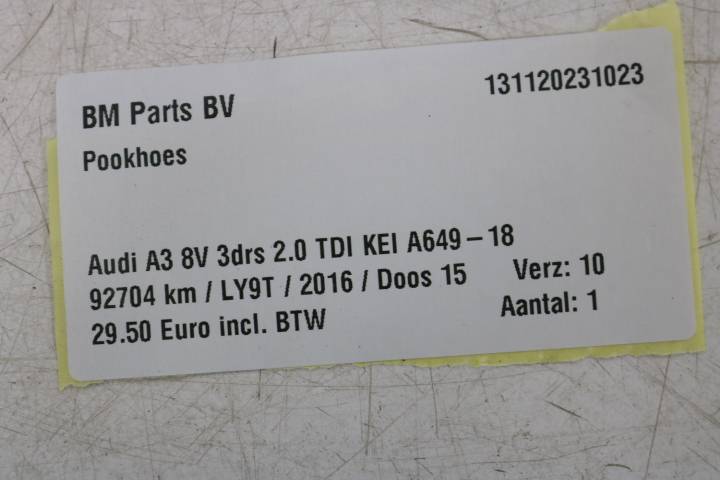 BM Parts BV 131120231023
Pookhoes
Audi A3 8V 3drs 2.0 TDI KEI A649-18
92704 km / LY9T / 2016 / Doos 15 Verz: 10
29.50 Euro incl. BTW Aantal: 1